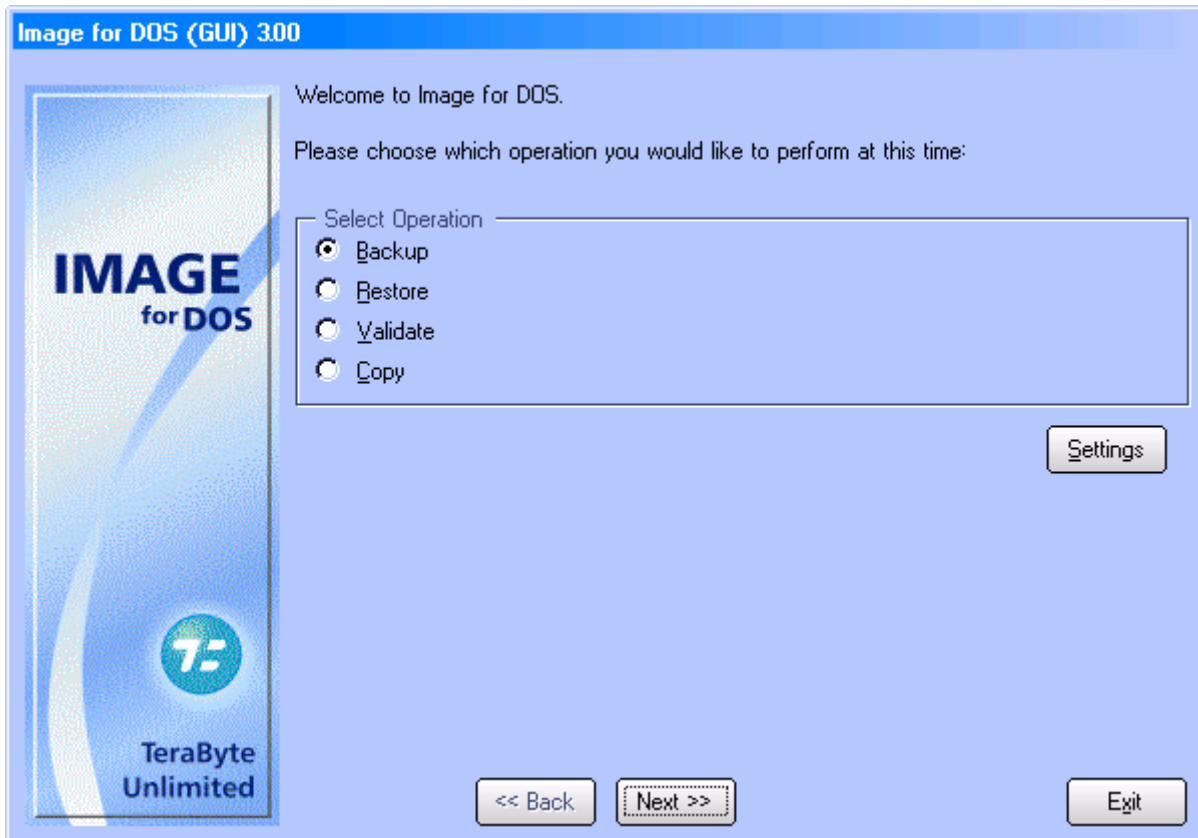 Image for DOS (GUI) 3.00
Welcome to Image for DOS.
Please choose which operation you would like to perform at this time:
Select Operation
Backup
Restore
Validate
Copy
Settings
IMAGE
for DOS
TeraByte
Unlimited
<< Back
Next >>
Exit